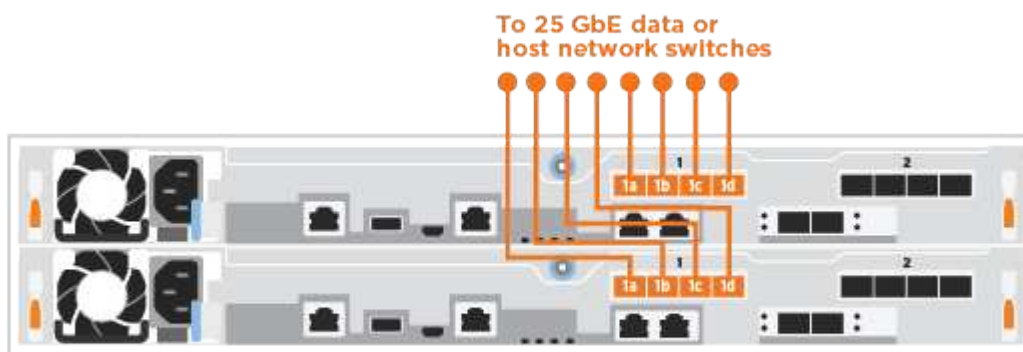 To 25 GbE data or
host network switches
1 2
1a 1b 1c 1d
1 2
1a 1b 1c 1d